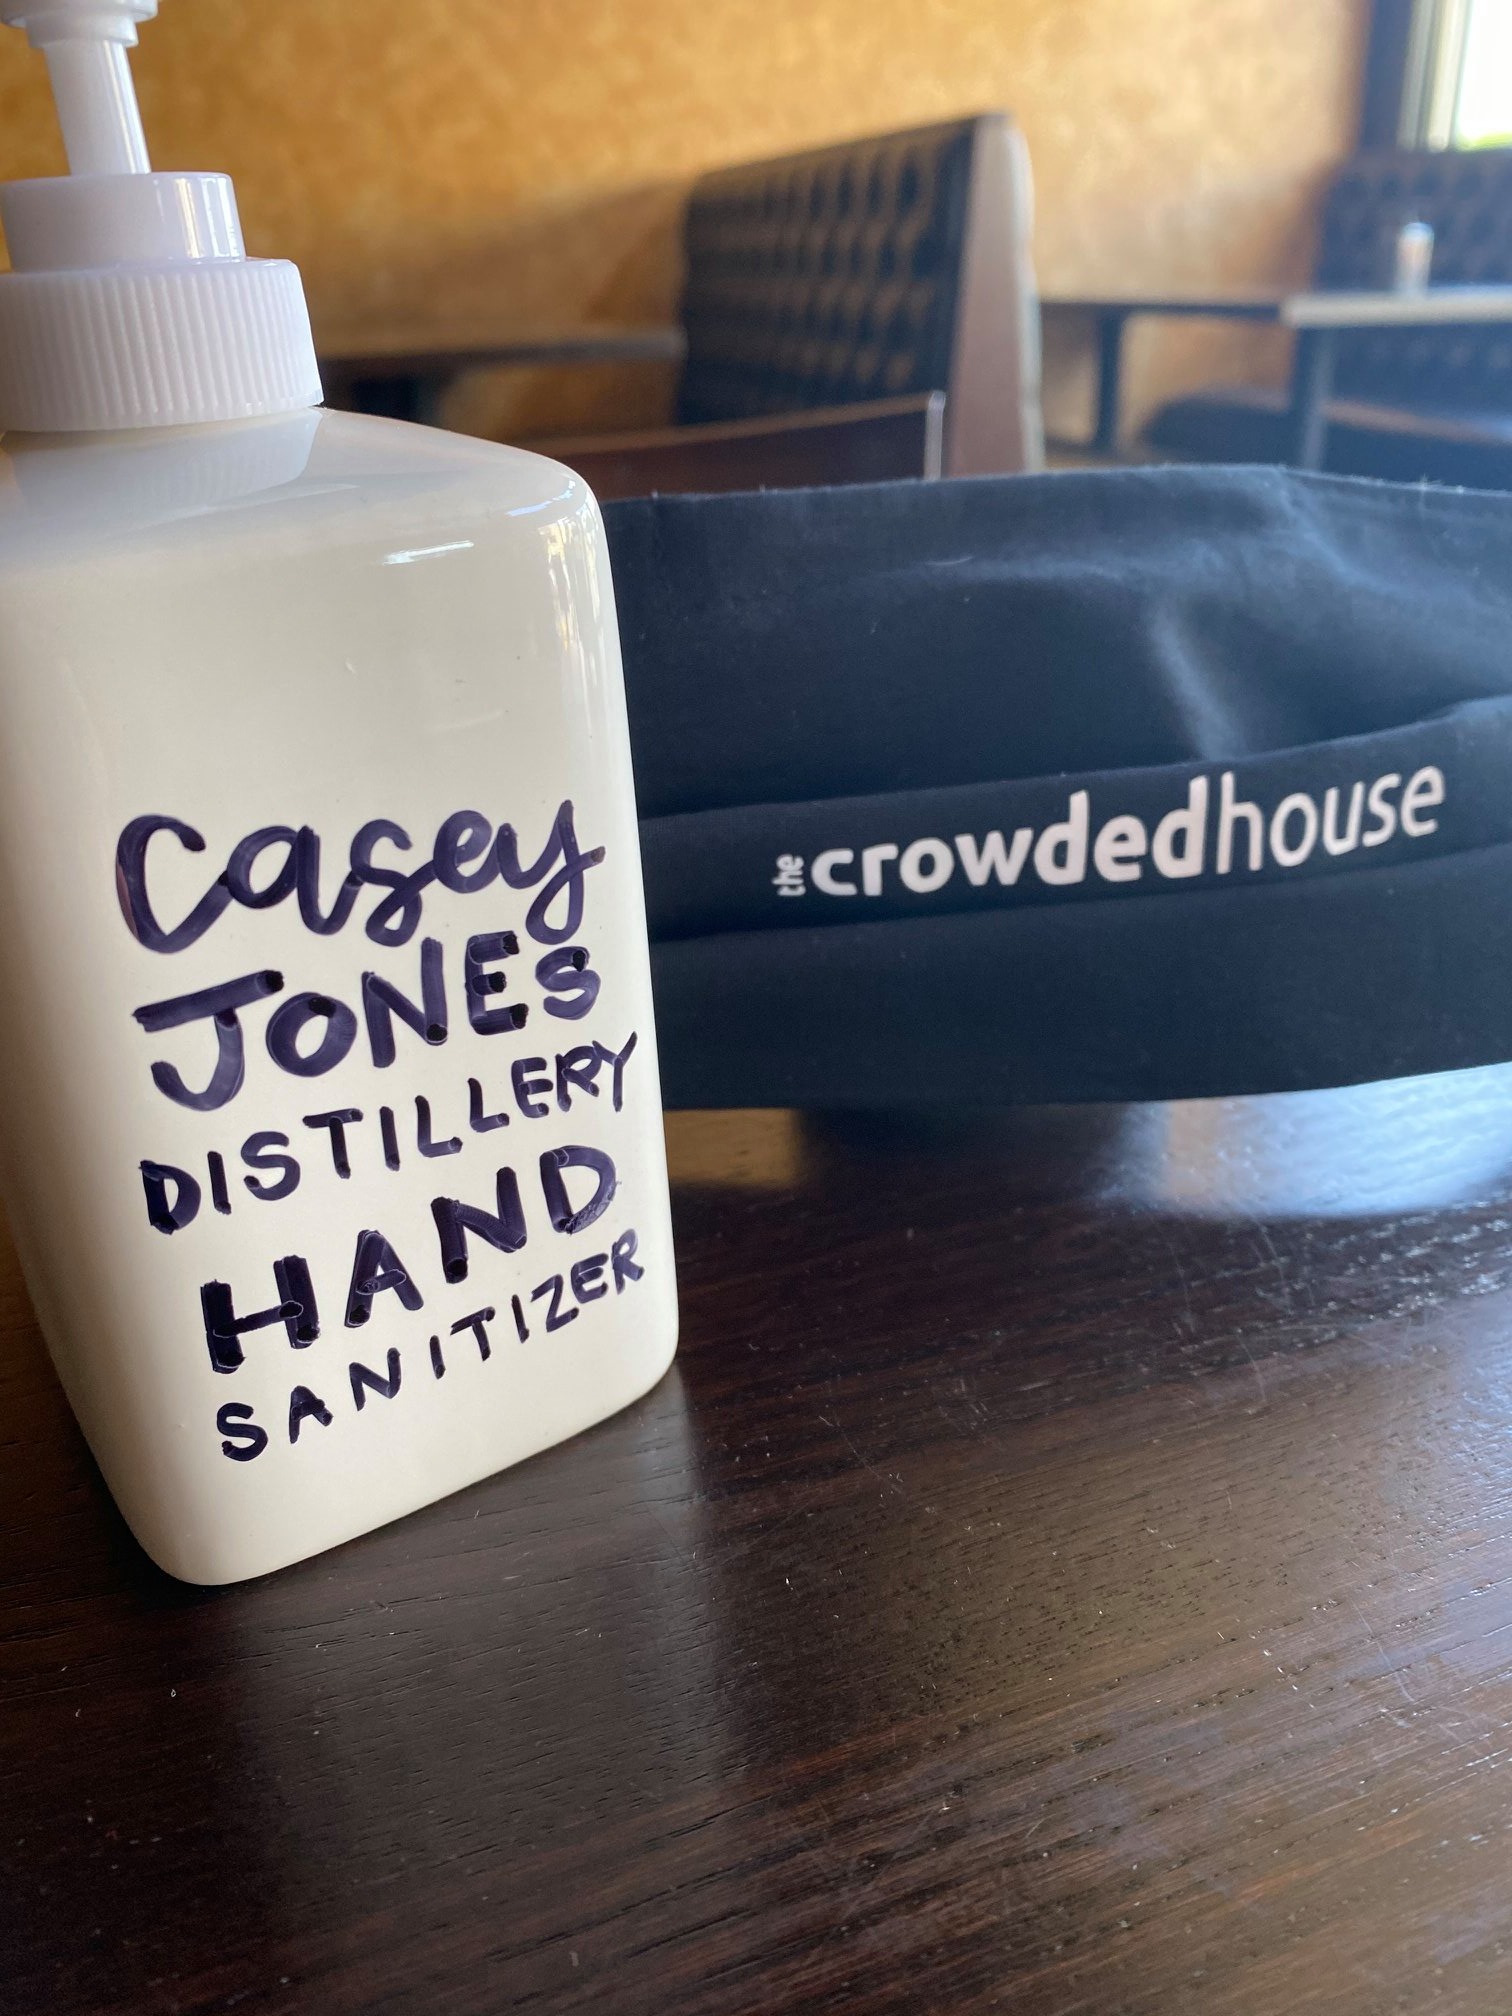 Casey
JONES
DISTILLERY
HAND
SANITIZER
the crowdedhouse